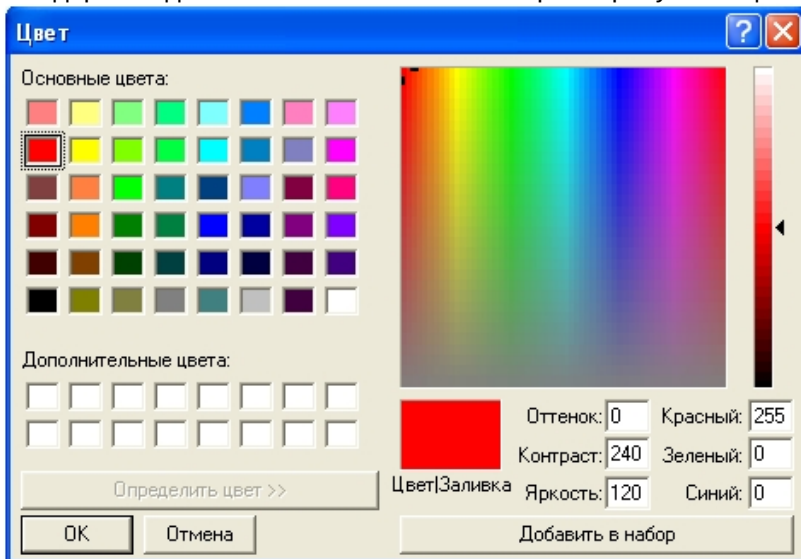 Цвет
Основные цвета:
Дополнительные цвета:
Определить цвет >>
OK
Отмена
Цвет|Заливка
Оттенок: 0
Контраст: 240
Яркость: 120
Красный: 255
Зеленый: 0
Синий: 0
Добавить в набор